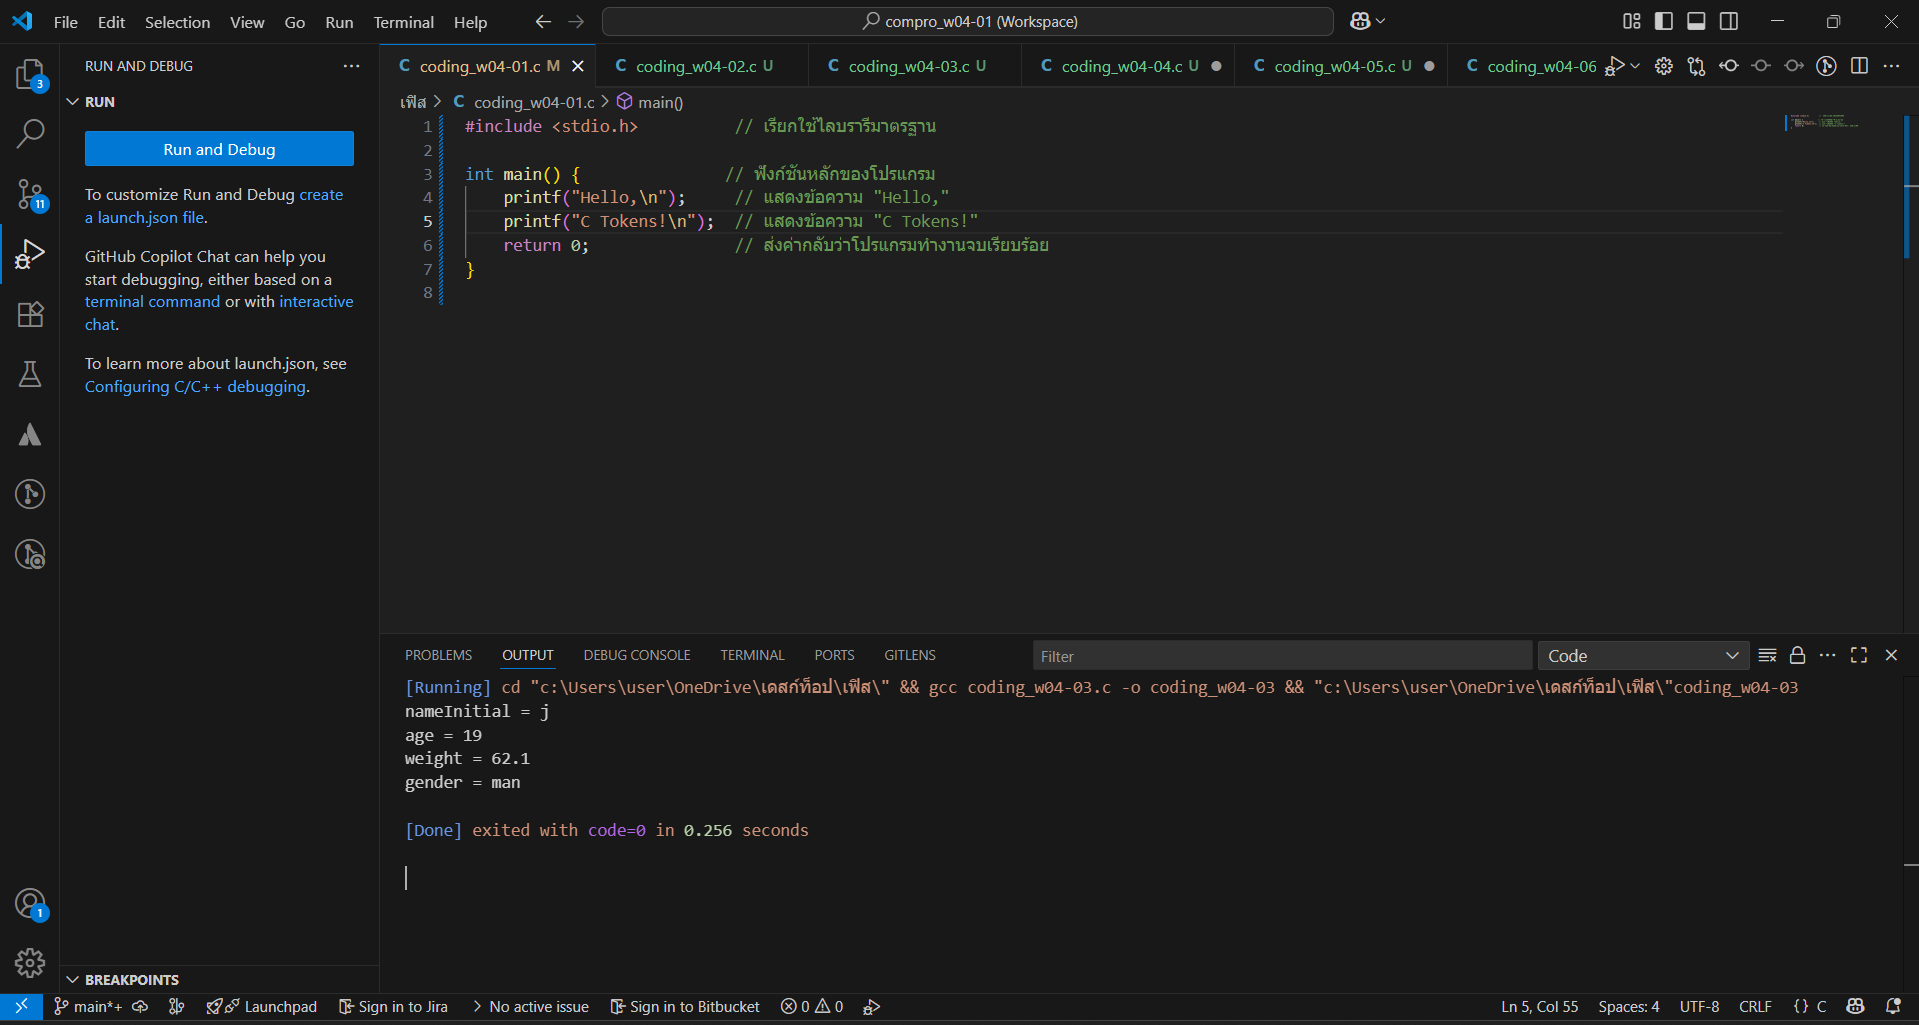 File Edit Selection View Go Run Terminal Help
compro_w04-01 (Workspace)
RUN AND DEBUG
RUN
Run and Debug
To customize Run and Debug create
a launch.json file.
GitHub Copilot Chat can help you
start debugging, either based on a
terminal command or with interactive
chat.
To learn more about launch.json, see
Configuring C/C++ debugging.
BREAKPOINTS
3
11
1
C coding_w04-01.c M
C coding_w04-02.c U
C coding_w04-03.c U
C coding_w04-04.c U
C coding_w04-05.c U
C coding_w04-06
เฟิส > C coding_w04-01.c > main()
1 #include <stdio.h> // เรียกใช้ไลบรารีมาตรฐาน
2
3 int main() { // ฟังก์ชันหลักของโปรแกรม
4 printf("Hello,\n"); // แสดงข้อความ "Hello,"
5 printf("C Tokens!\n"); // แสดงข้อความ "C Tokens!"
6 return 0; // ส่งค่ากลับว่าโปรแกรมทำงานจบเรียบร้อย
7 }
8
PROBLEMS OUTPUT DEBUG CONSOLE TERMINAL PORTS GITLENS
Filter
Code
[Running] cd "c:\Users\user\OneDrive\เดสก์ท็อป\เฟิส\" && gcc coding_w04-03.c -o coding_w04-03 && "c:\Users\user\OneDrive\เดสก์ท็อป\เฟิส\"coding_w04-03
nameInitial = j
age = 19
weight = 62.1
gender = man
[Done] exited with code=0 in 0.256 seconds
main*+ Launchpad Sign in to Jira No active issue Sign in to Bitbucket 0 0
Ln 5, Col 55 Spaces: 4 UTF-8 CRLF {} C